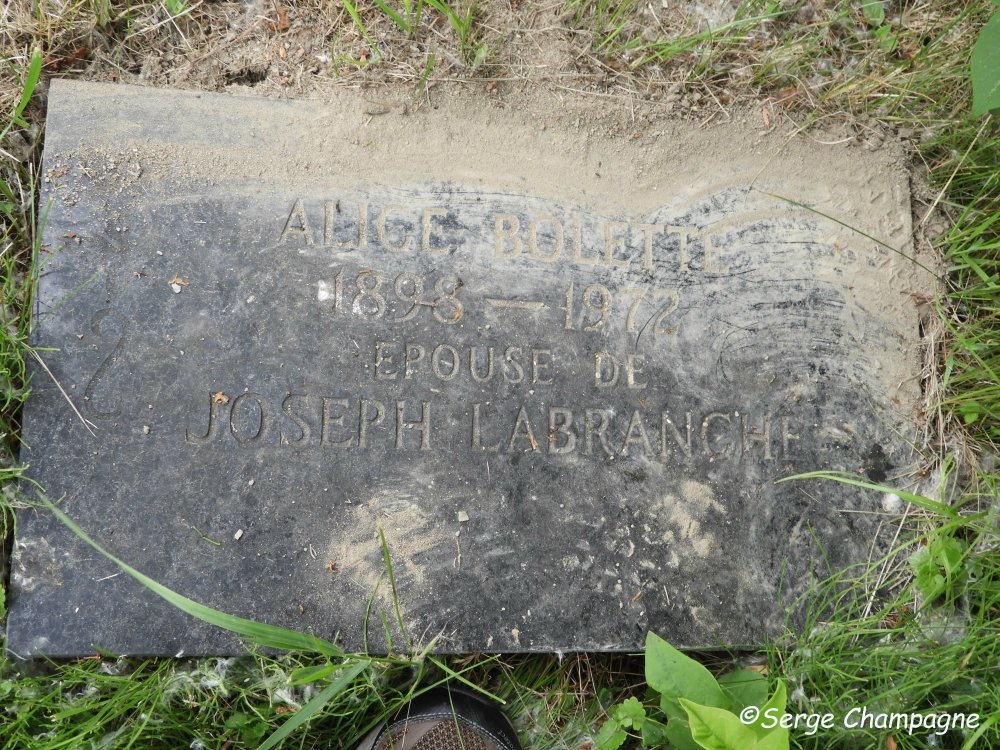 ALICE BOLETTE
1898 — 1972
EPOUSE DE
JOSEPH LABRANCHE
©Serge Champagne